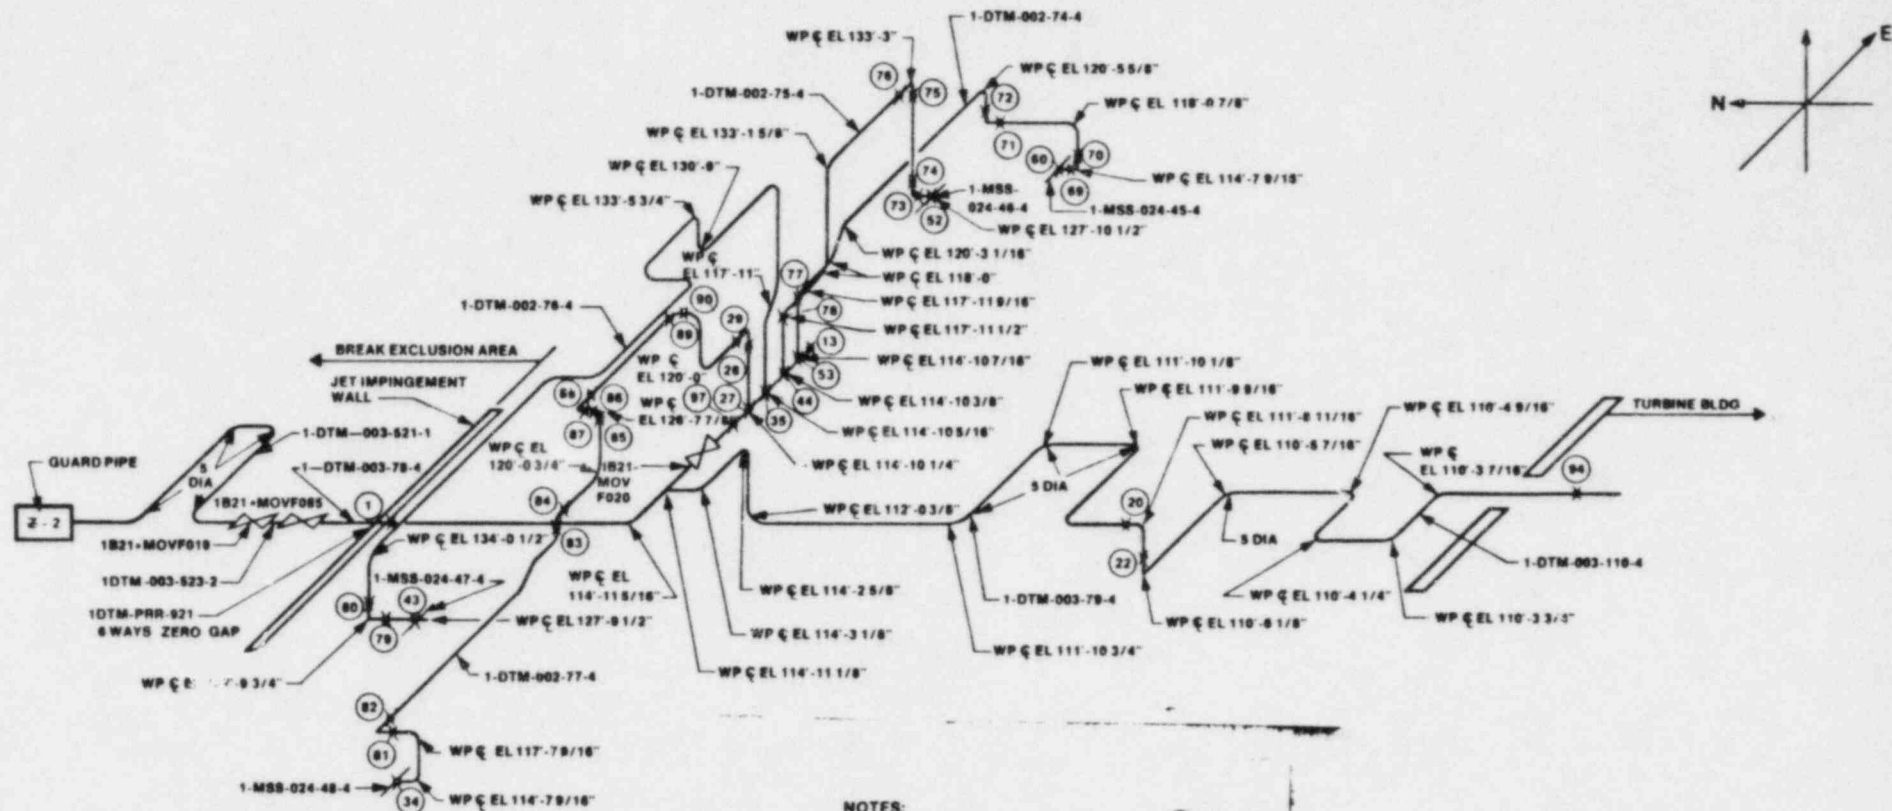 1-DTM-002-74-4
WP ℄ EL 133'-3"
E
76
75
WP ℄ EL 120'-5 5/8"
72
1-DTM-002-75-4
WP ℄ EL 118'-0 7/8"
N
WP ℄ EL 133'-1 5/8"
71
60
70
WP ℄ EL 130'-9"
74
69
WP ℄ EL 114'-7 9/16"
73
52
1-MSS-
024-46-4
1-MSS-024-45-4
WP ℄ EL 133'-5 3/4"
WP ℄ EL 127'-10 1/2"
WP ℄
EL 117'-11"
WP ℄ EL 120'-3 1/16"
77
WP ℄ EL 118'-0"
1-DTM-002-76-4
90
WP ℄ EL 117'-11 9/16"
78
29
89
WP ℄ EL 117'-11 1/2"
BREAK EXCLUSION AREA
13
WP ℄
EL 120'-0"
28
WP ℄ EL 114'-10 7/16"
53
WP ℄ EL 111'-10 1/8"
JET IMPINGEMENT
WALL
44
WP ℄ EL 111'-9 9/16"
97
27
35
WP ℄ EL 114'-10 3/8"
WP ℄ EL 111'-8 11/16"
WP ℄ EL 110'-4 9/16"
TURBINE BLDG
86
WP ℄
EL 126'-7 7/8"
87
85
WP ℄ EL 114'-10 5/16"
WP ℄ EL 110'-5 7/16"
1-DTM-003-521-1
WP ℄ EL
120'-0 3/4"
WP ℄ EL 114'-10 1/4"
WP ℄
EL 110'-3 7/16"
GUARD PIPE
1-DTM-003-78-4
1B21-
MOV
F020
94
5
DIA
5 DIA
1B21*MOVF085
1
84
20
WP ℄ EL 112'-0 3/8"
Z-2
1B21*MOVF019
WP ℄ EL 134'-0 1/2"
83
5 DIA
22
1DTM-003-523-2
1-MSS-024-47-4
WP ℄ EL
114'-11 5/16"
1-DTM-003-110-4
WP ℄ EL 114'-2 5/8"
1-DTM-003-79-4
WP ℄ EL 110'-4 1/4"
80
43
1DTM-PRR-921
6 WAYS ZERO GAP
79
WP ℄ EL 127'-9 1/2"
WP ℄ EL 114'-3 1/8"
WP ℄ EL 110'-6 1/8"
WP ℄ EL 110'-3 3/
WP ℄ EL 111'-10 3/4"
WP ℄ E -9 3/4"
1-DTM-002-77-4
WP ℄ EL 114'-11 1/8"
82
81
WP ℄ EL 117'-7 9/16"
1-MSS-024-48-4
34
WP ℄ EL 114'-7 9/16"
NOTES: